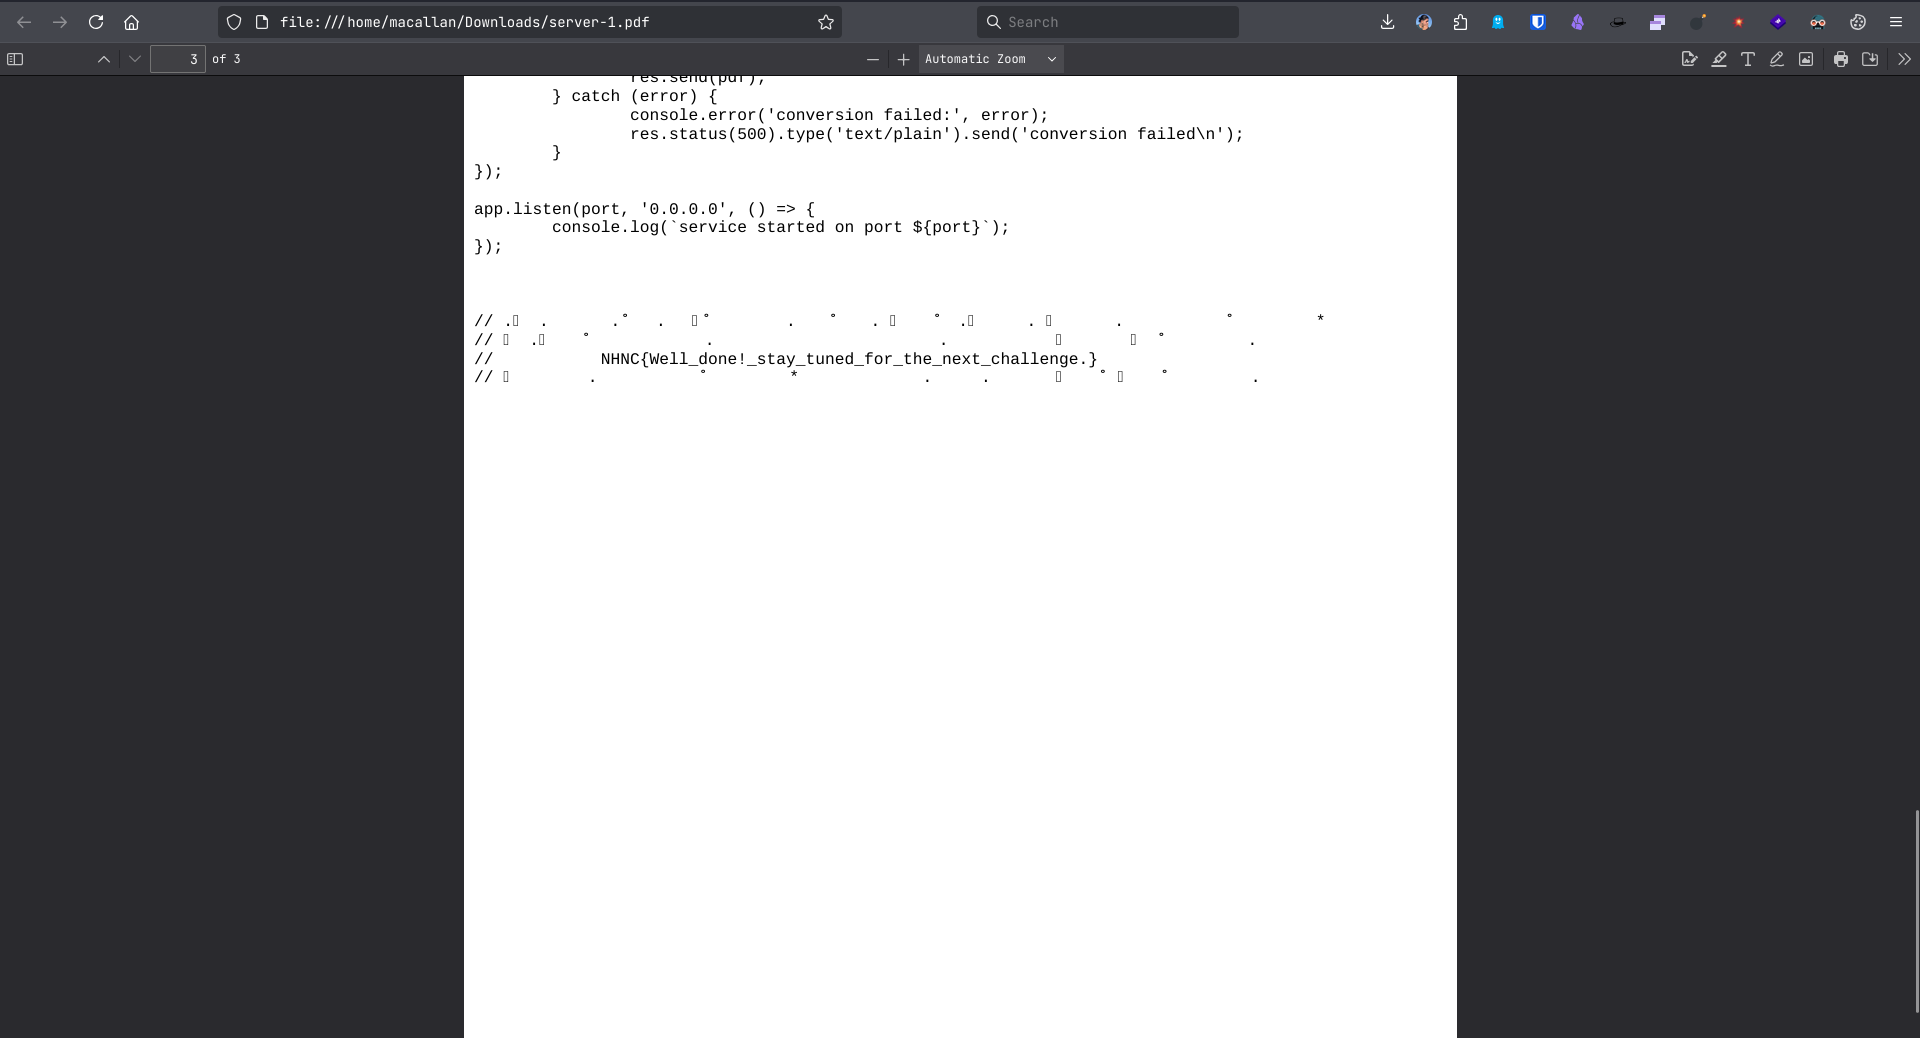 file:///home/macallan/Downloads/server-1.pdf
Search
3 of 3
Automatic Zoom
res.send(pdf);
} catch (error) {
console.error('conversion failed:', error);
res.status(500).type('text/plain').send('conversion failed\n');
}
});
app.listen(port, '0.0.0.0', () => {
console.log(`service started on port ${port}`);
});
// .▯ . .˚ . ▯˚ . ˚ . ▯ ˚ .▯ . ▯ . ˚ *
// ▯ .▯ ˚ . . ▯ ▯ ˚ .
// NHNC{Well_done!_stay_tuned_for_the_next_challenge.}
// ▯ . ˚ * . . ▯ ˚ ▯ ˚ .